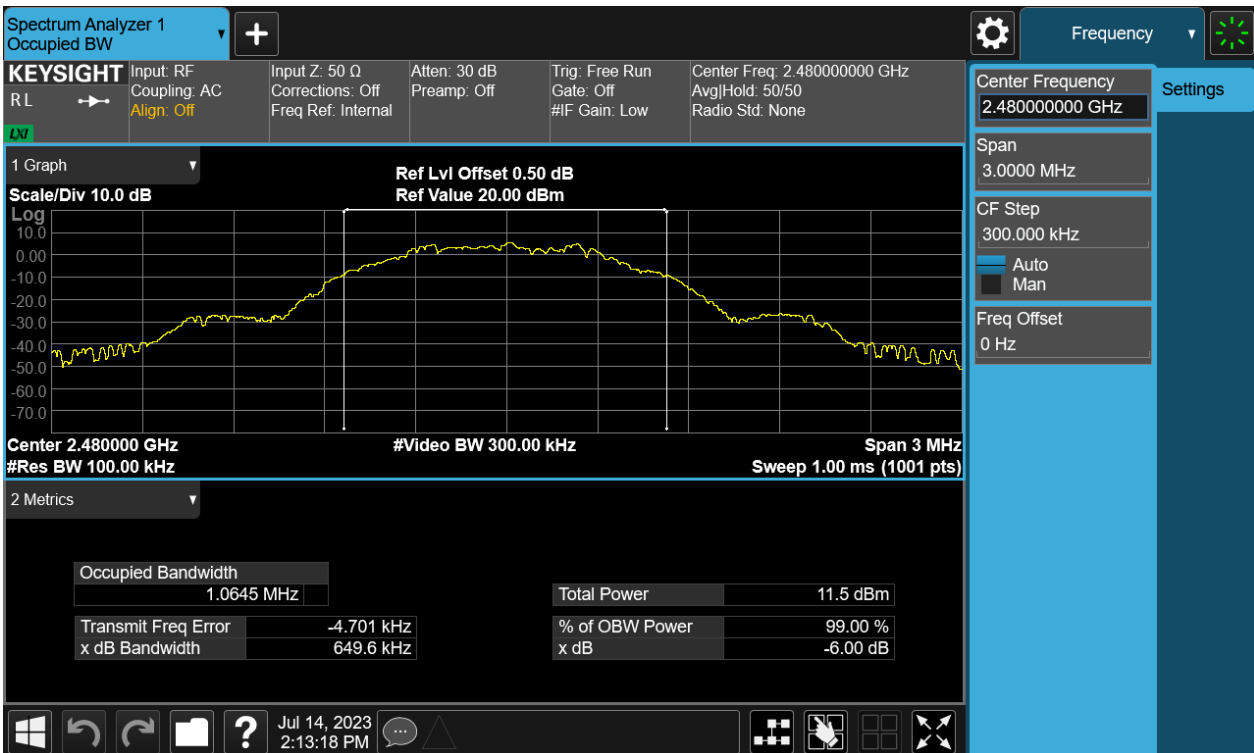 Spectrum Analyzer 1
Occupied BW
Frequency
KEYSIGHT
R L
LXI
Input: RF
Coupling: AC
Align: Off
Input Z: 50 Ω
Corrections: Off
Freq Ref: Internal
Atten: 30 dB
Preamp: Off
Trig: Free Run
Gate: Off
#IF Gain: Low
Center Freq: 2.480000000 GHz
Avg|Hold: 50/50
Radio Std: None
Center Frequency
2.480000000 GHz
Settings
Span
3.0000 MHz
CF Step
300.000 kHz
Auto
Man
Freq Offset
0 Hz
1 Graph
Scale/Div 10.0 dB
Ref Lvl Offset 0.50 dB
Ref Value 20.00 dBm
Log
10.0
0.00
-10.0
-20.0
-30.0
-40.0
-50.0
-60.0
-70.0
Center 2.480000 GHz
#Video BW 300.00 kHz
Span 3 MHz
#Res BW 100.00 kHz
Sweep 1.00 ms (1001 pts)
2 Metrics
Occupied Bandwidth
1.0645 MHz
Total Power 11.5 dBm
Transmit Freq Error -4.701 kHz
% of OBW Power 99.00 %
x dB Bandwidth 649.6 kHz
x dB -6.00 dB
Jul 14, 2023
2:13:18 PM